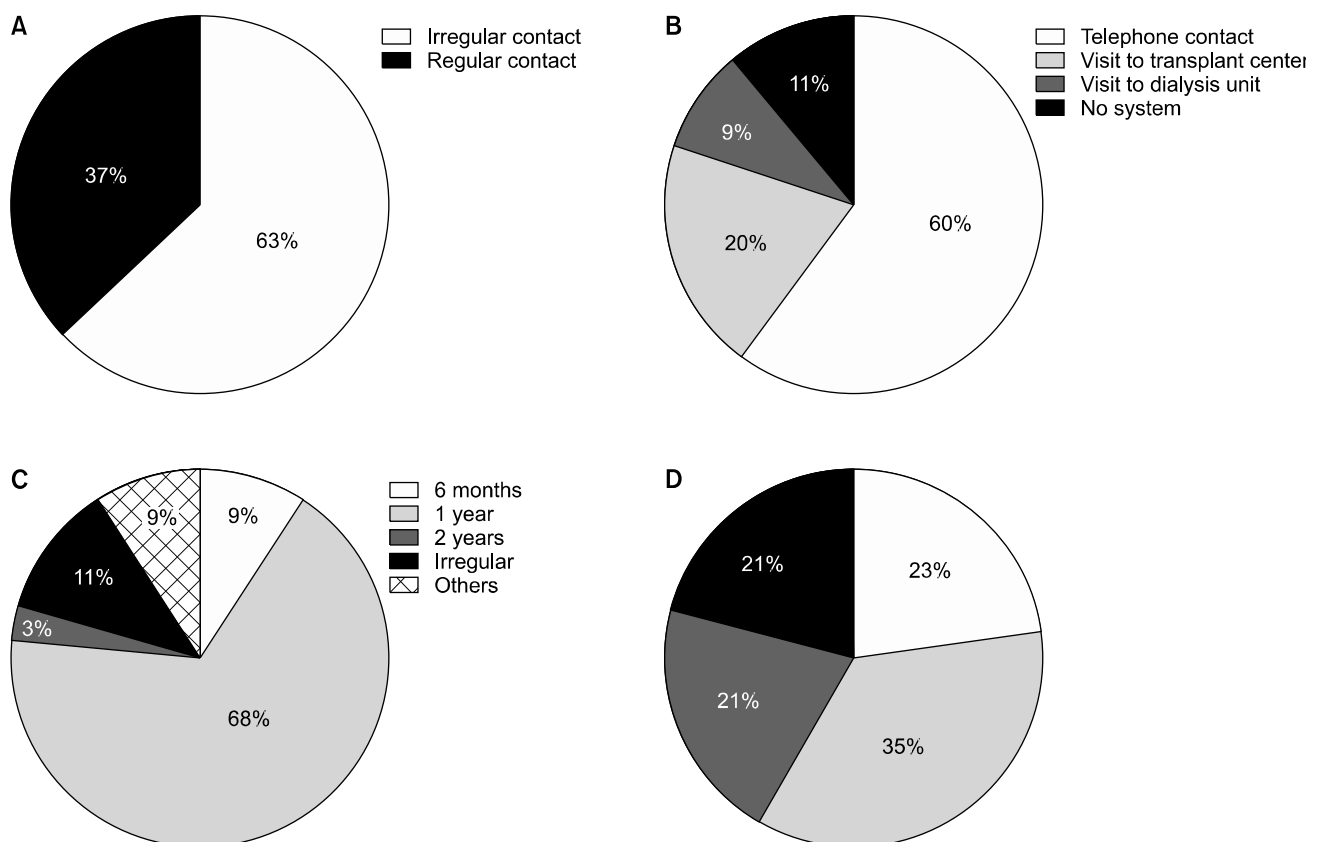 A
Irregular contact
Regular contact
37%
63%
B
Telephone contact
Visit to transplant center
Visit to dialysis unit
No system
11%
9%
20%
60%
C
6 months
1 year
2 years
Irregular
Others
9%
9%
11%
3%
68%
D
21%
23%
21%
35%